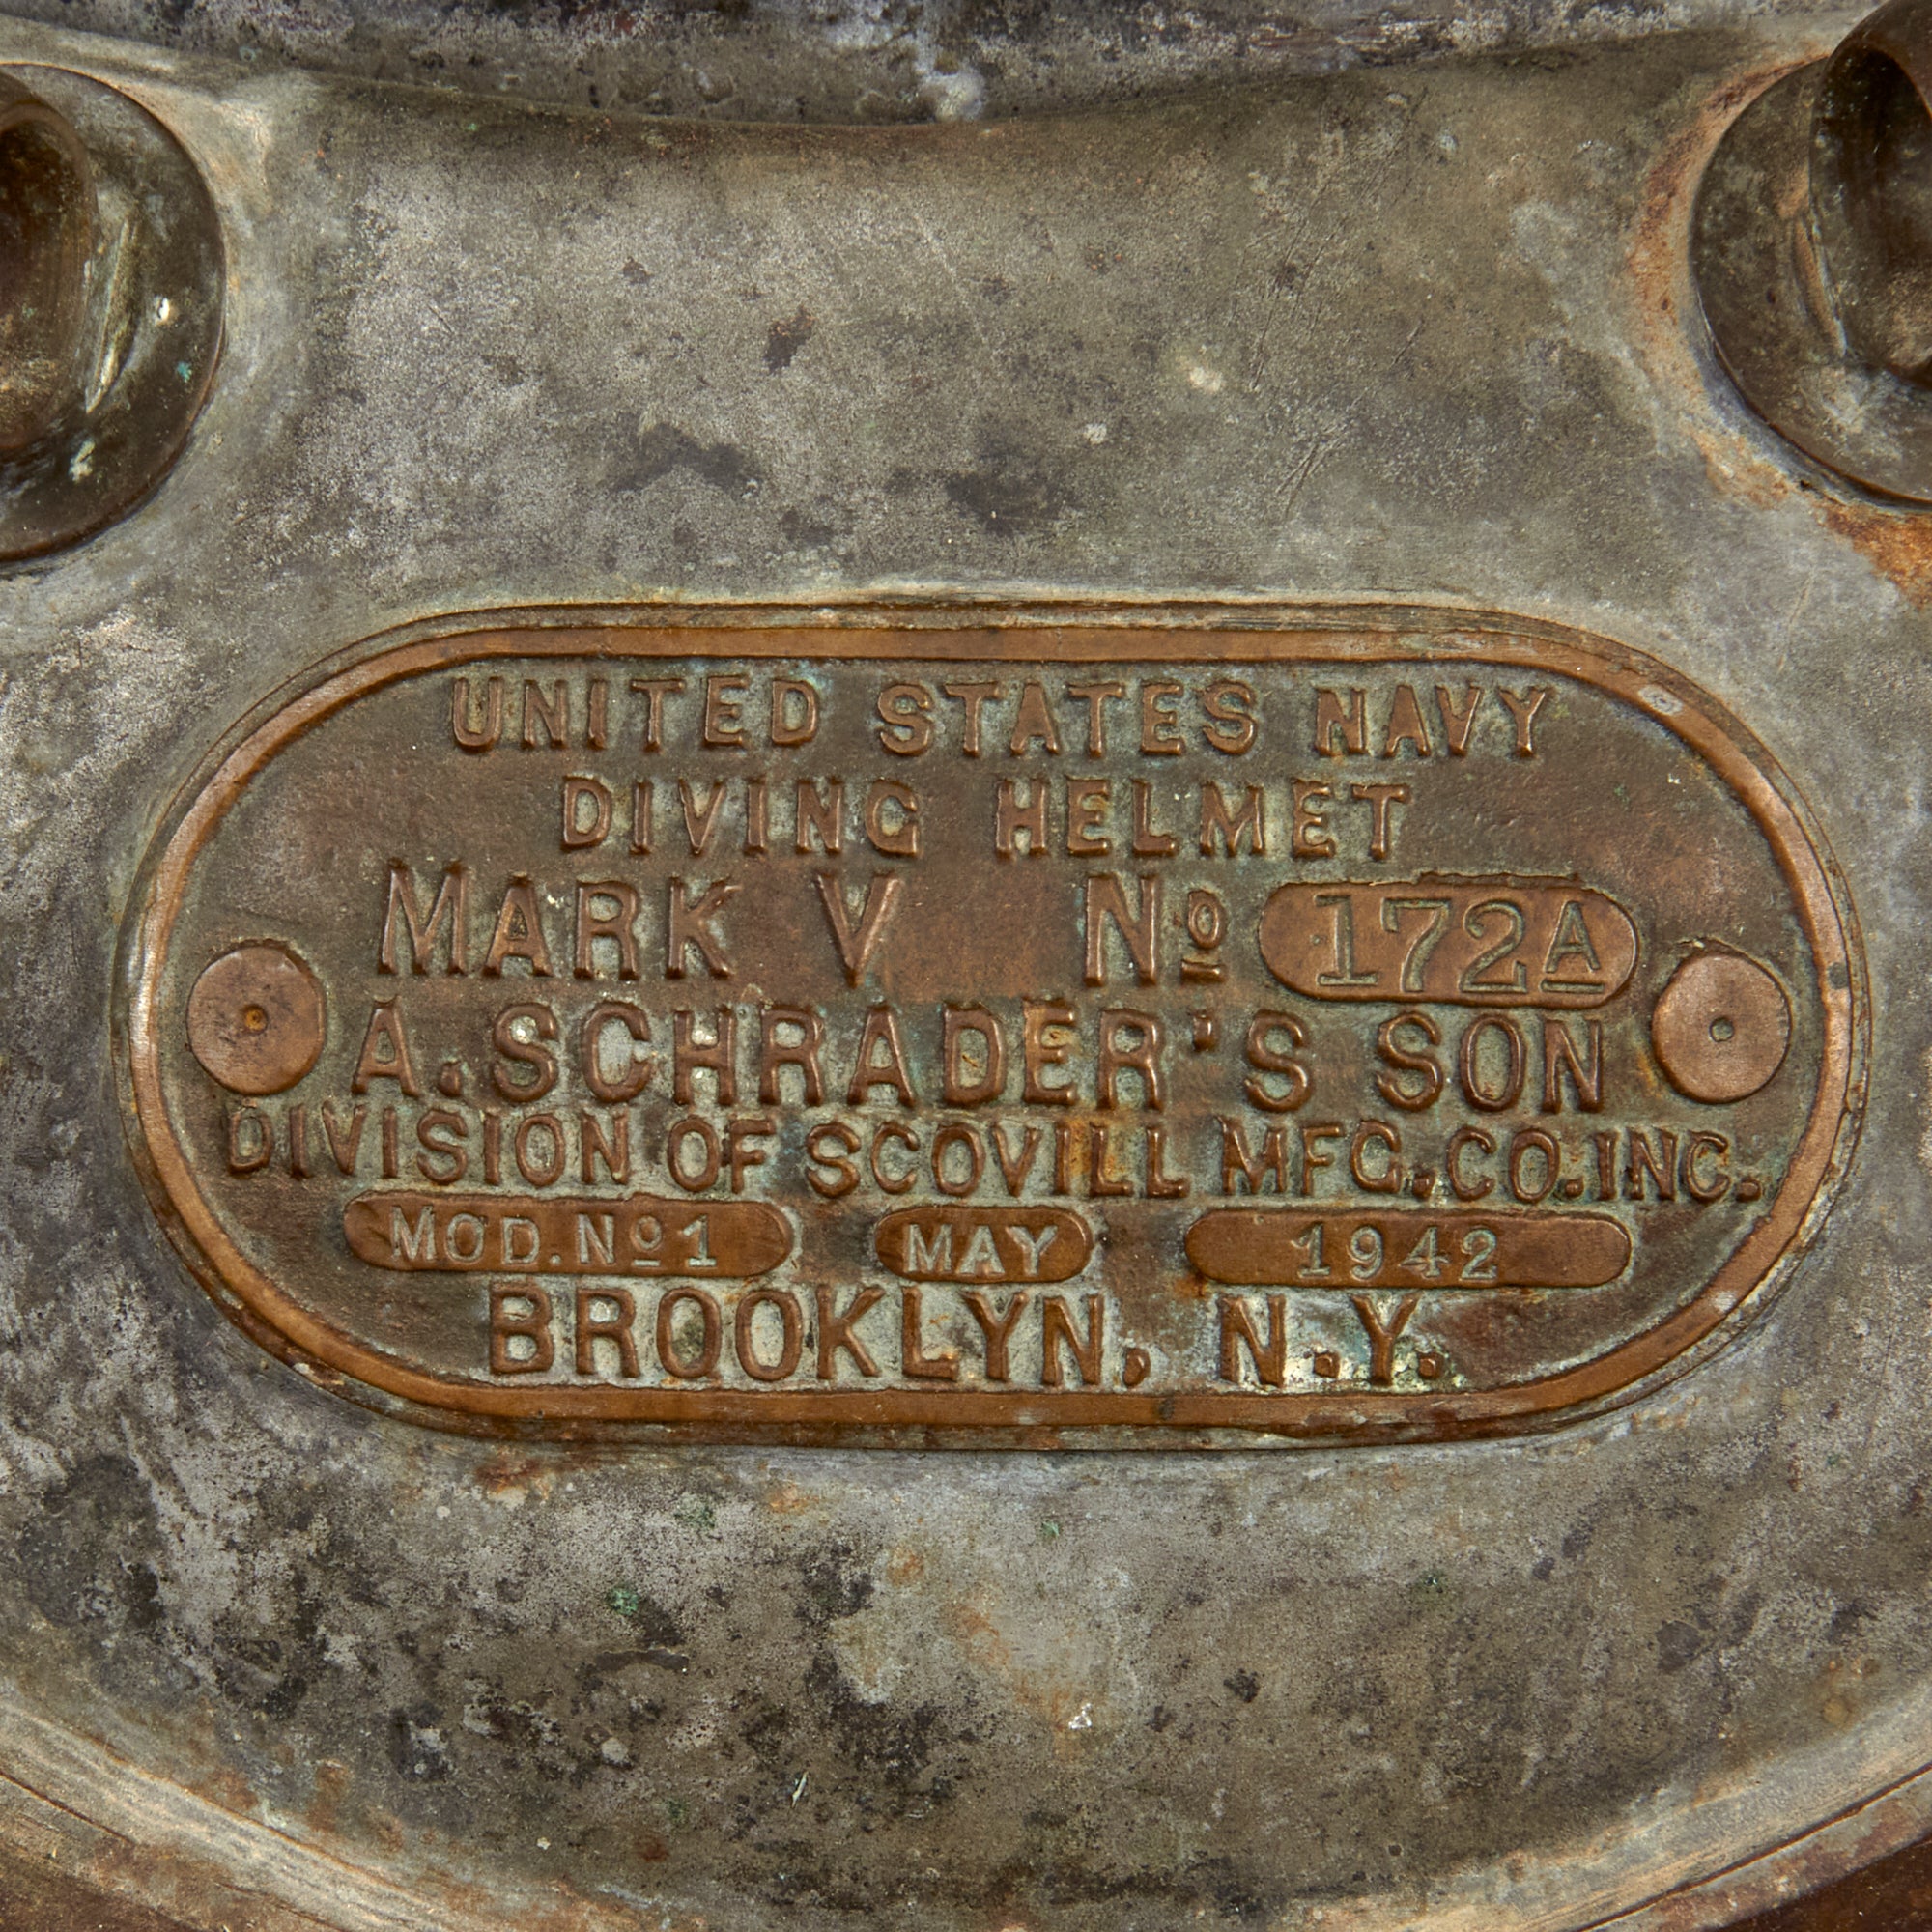 UNITED STATES NAVY
DIVING HELMET
MARK V Nº 172A
A. SCHRADER'S SON
DIVISION OF SCOVILL MFG. CO. INC.
MOD. Nº 1 MAY 1942
BROOKLYN, N.Y.